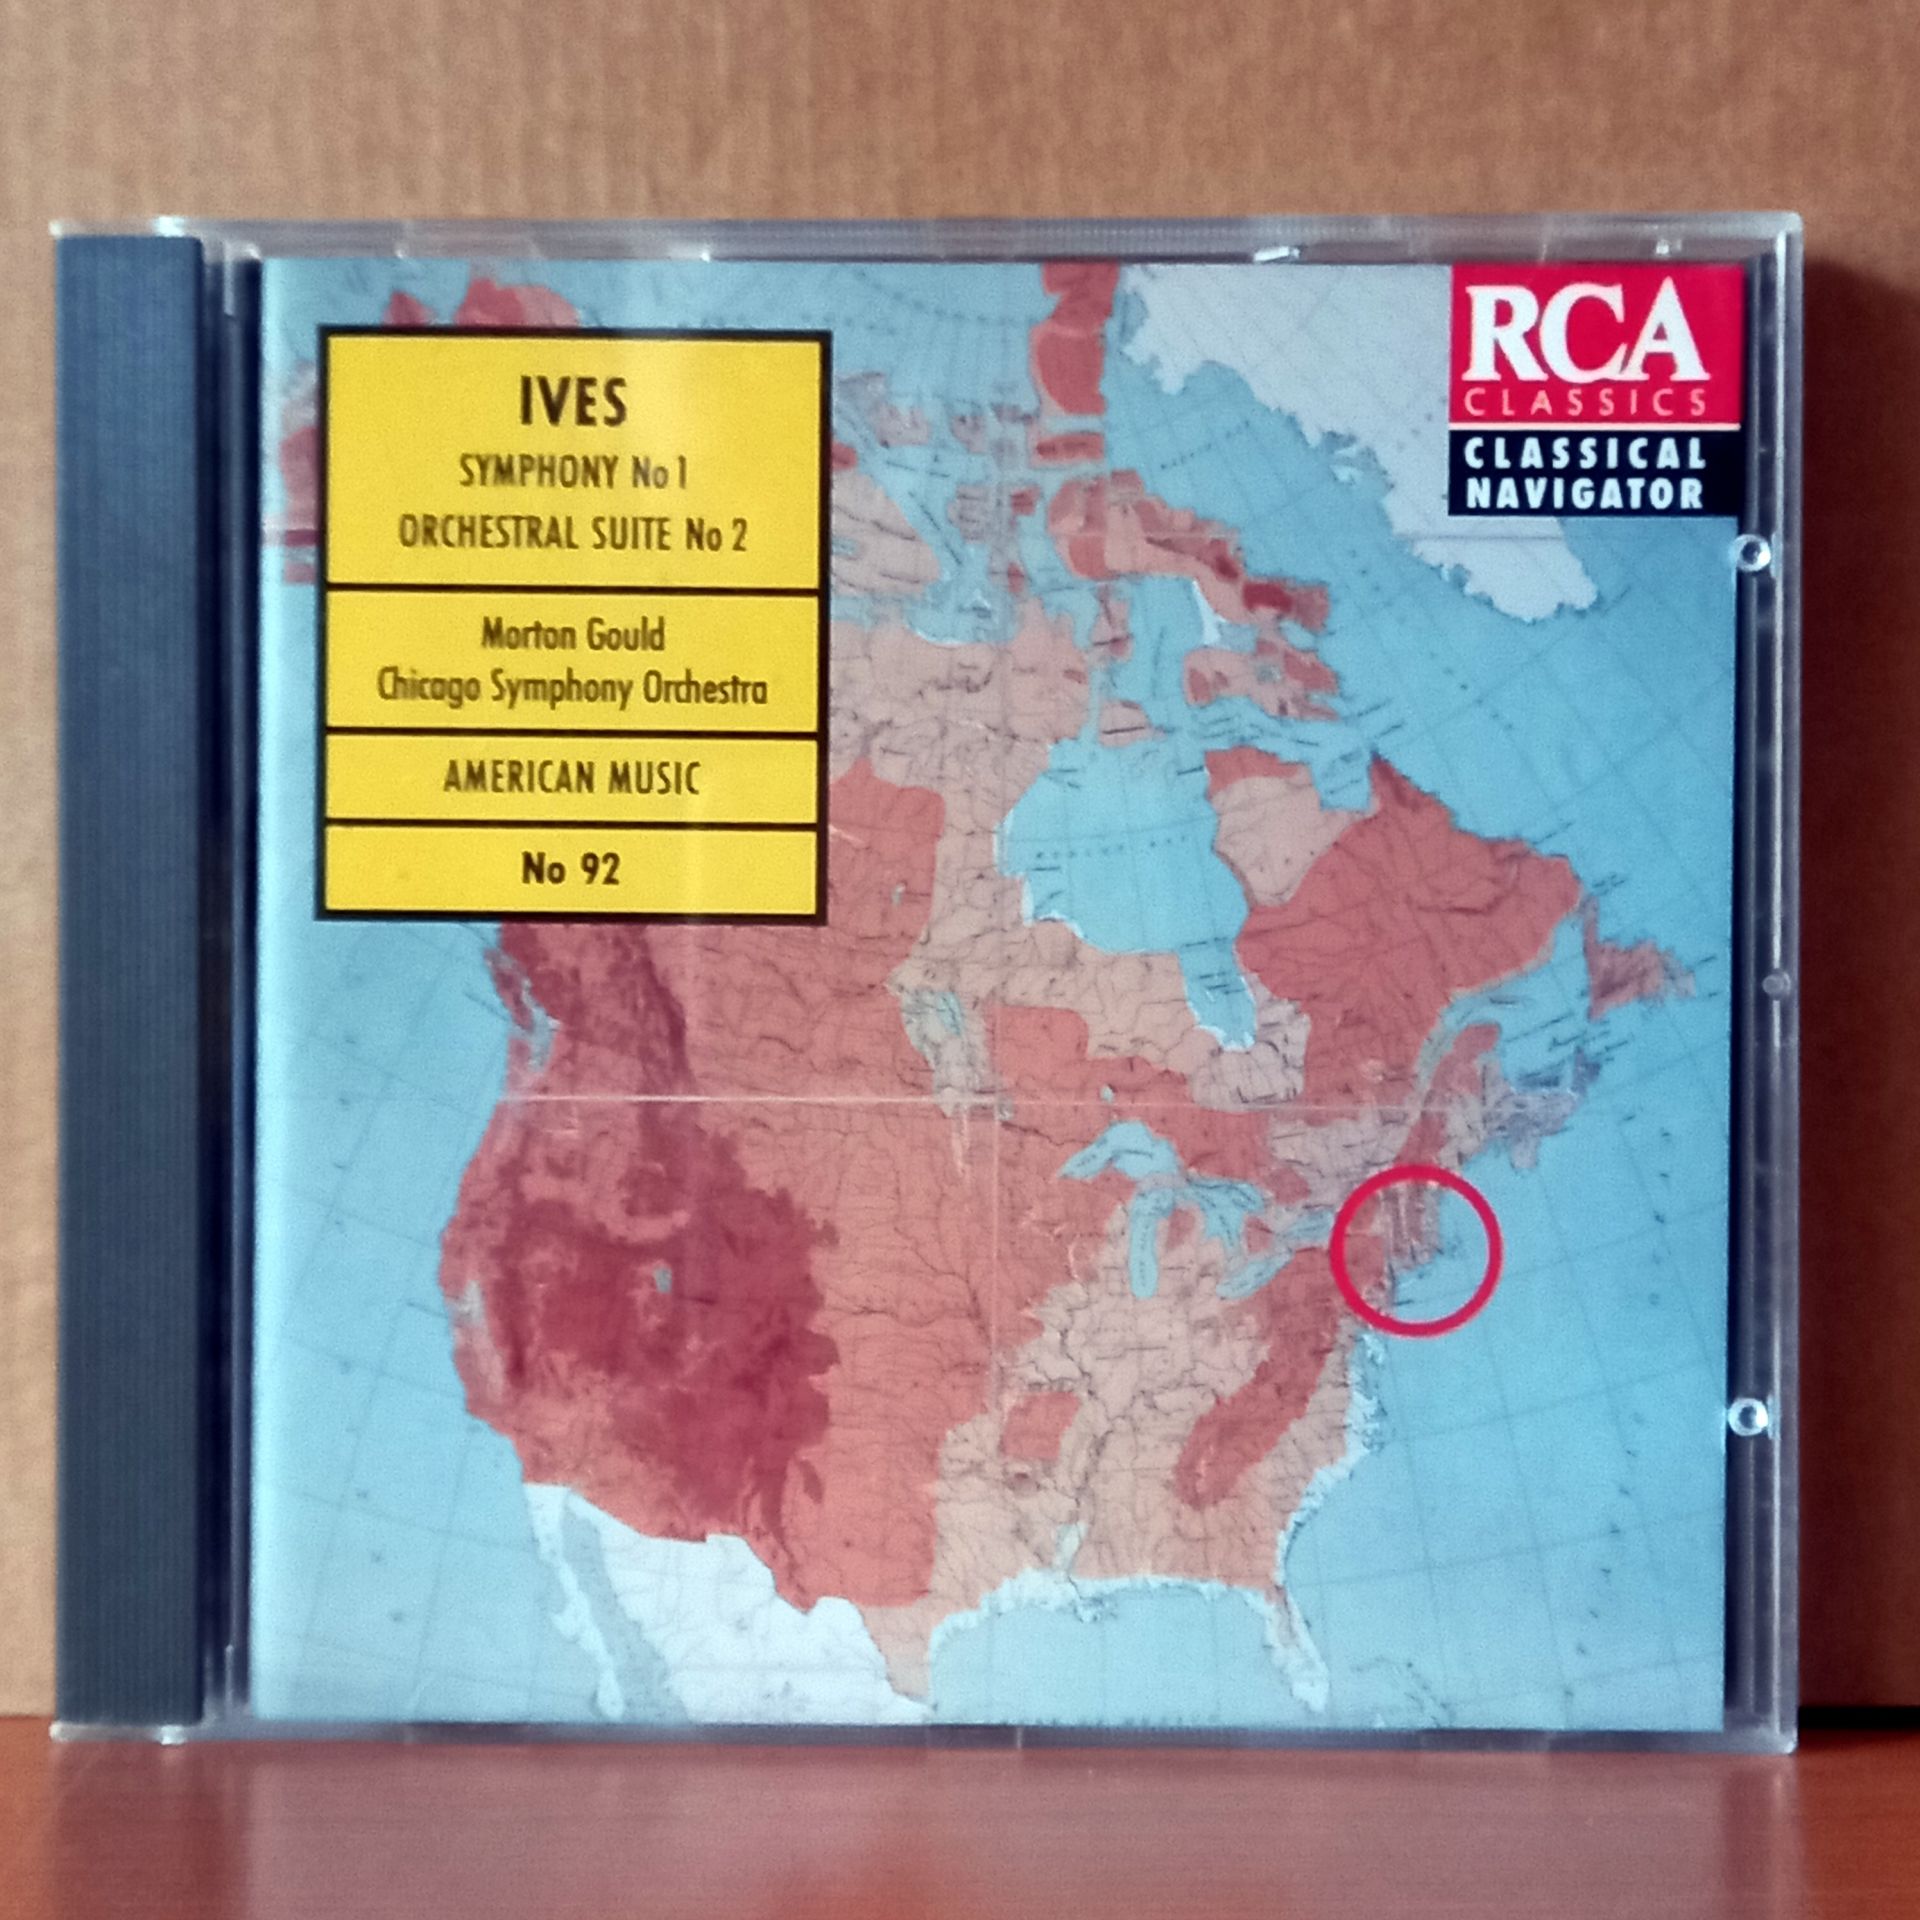 IVES
SYMPHONY No 1
ORCHESTRAL SUITE No 2
Morton Gould
Chicago Symphony Orchestra
AMERICAN MUSIC
No 92
RCA
CLASSICS
CLASSICAL
NAVIGATOR